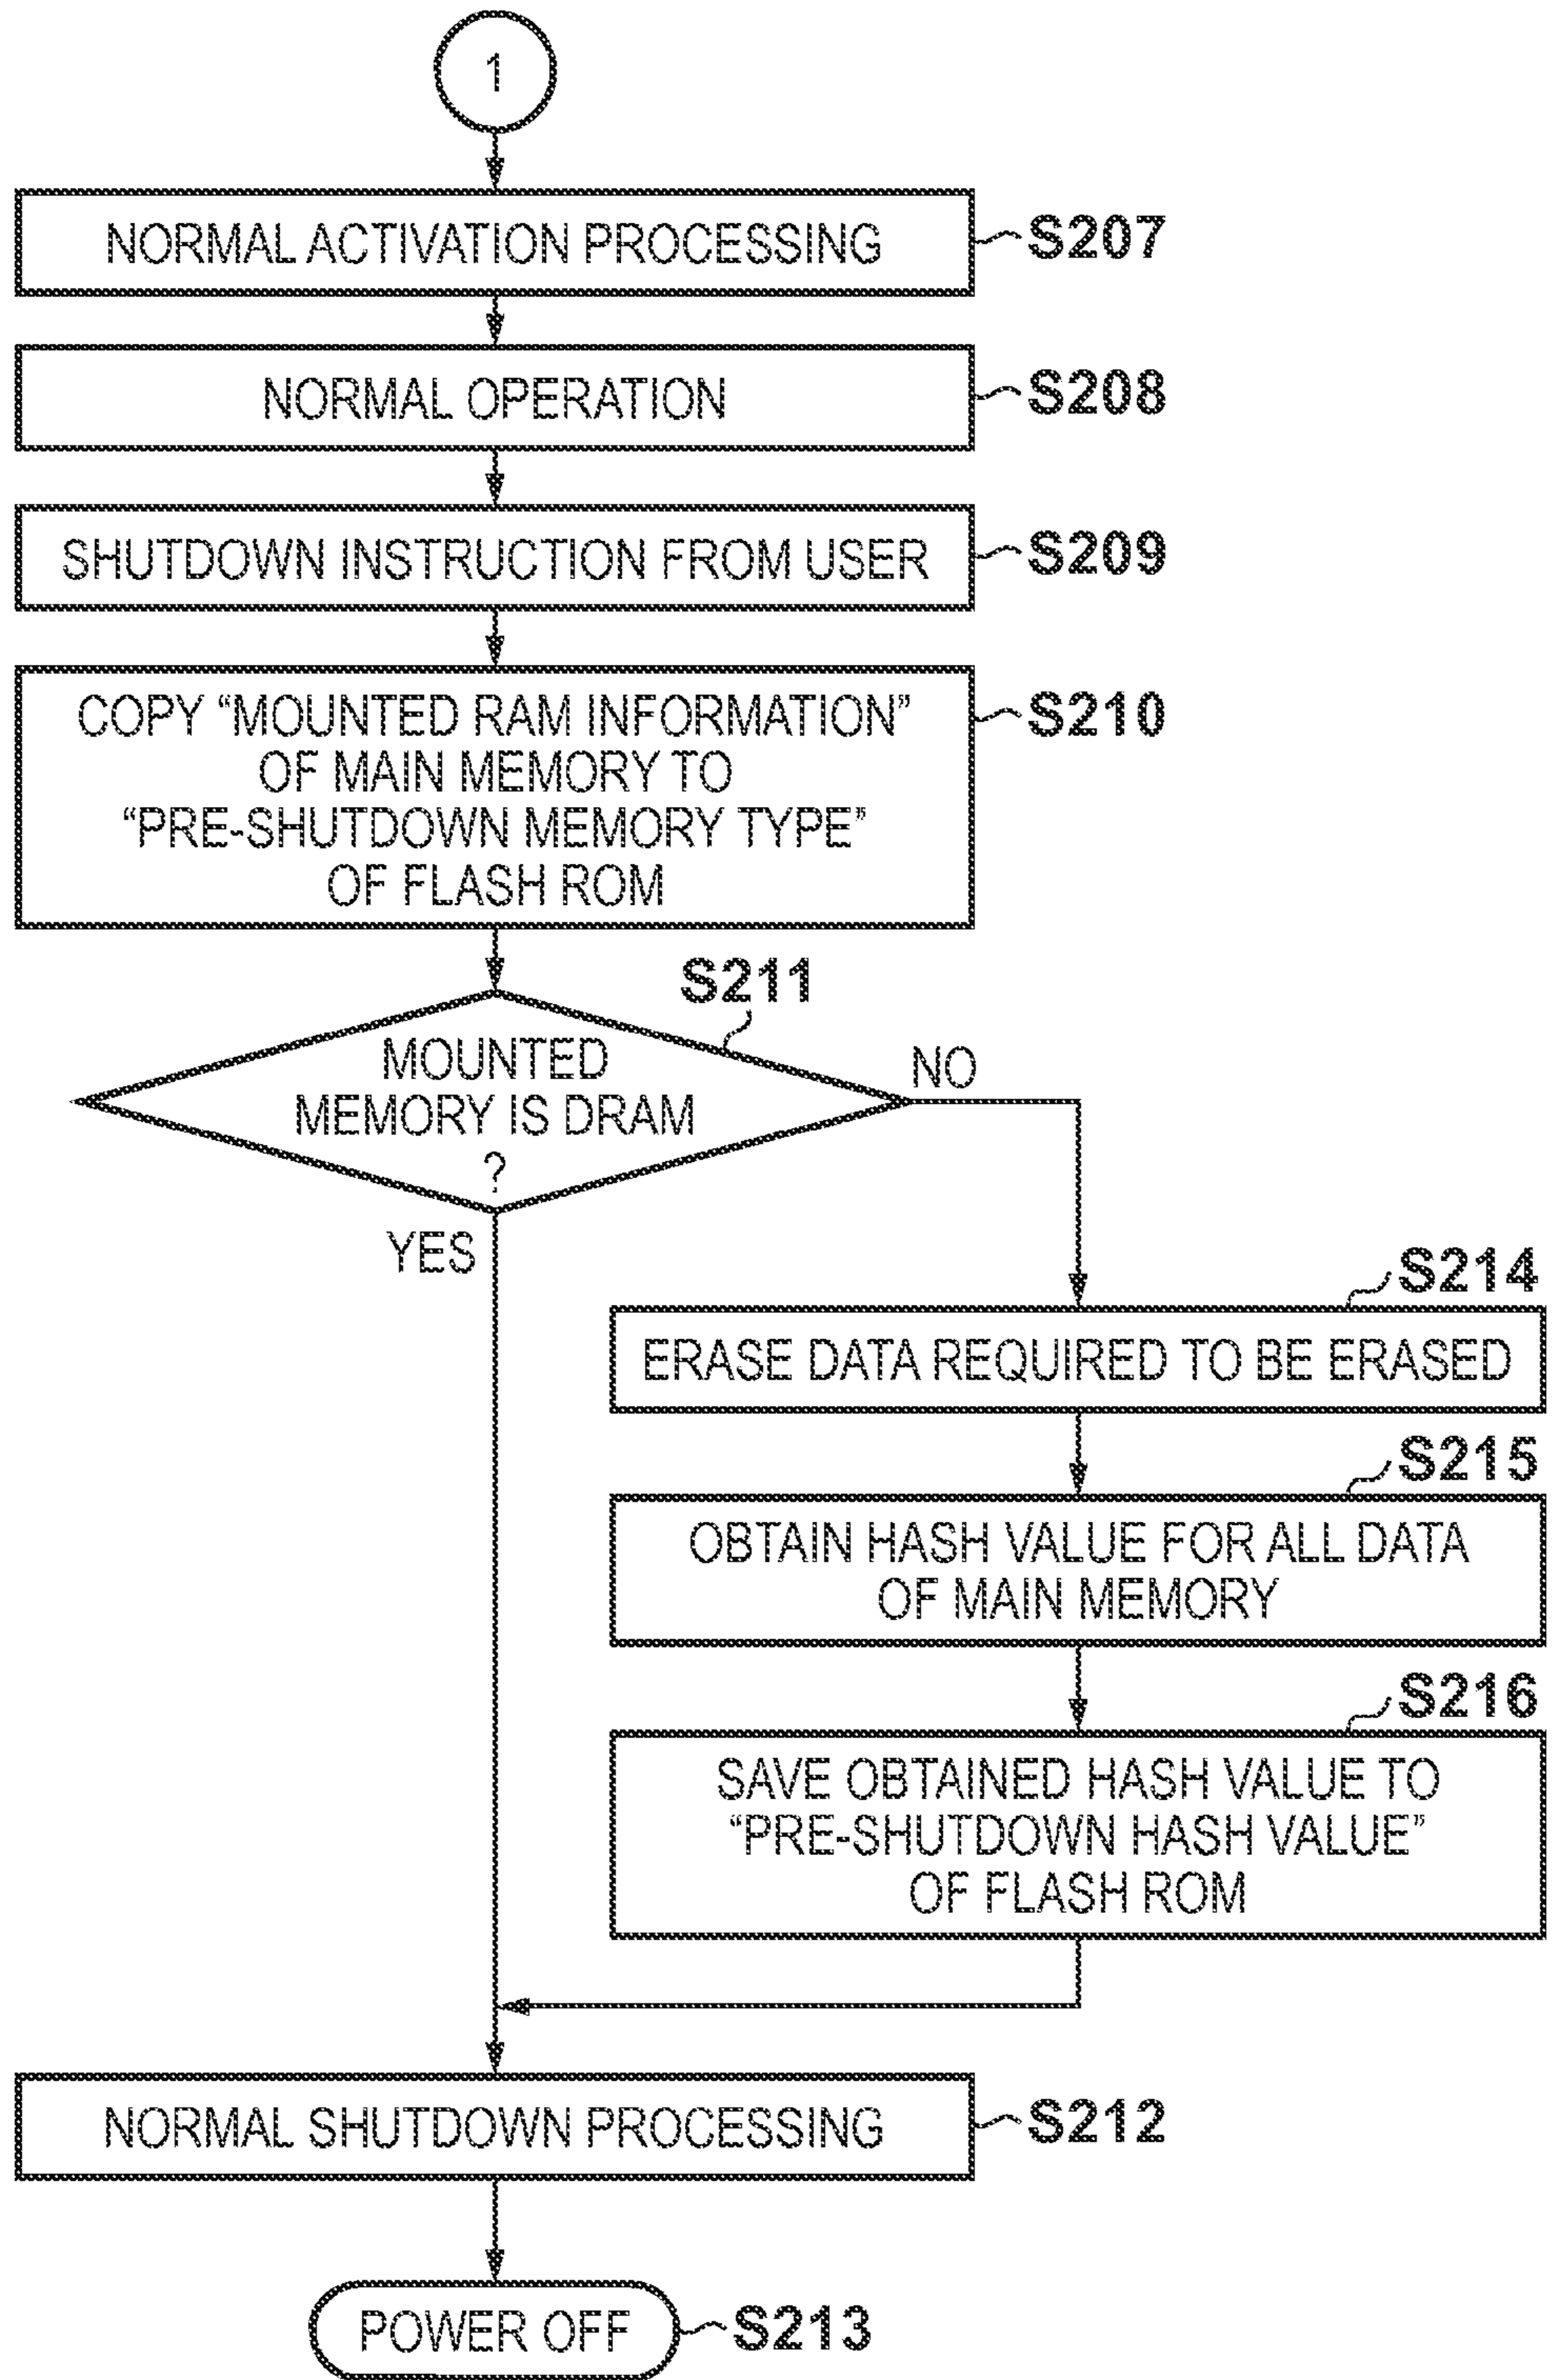 1
NORMAL ACTIVATION PROCESSING
S207
NORMAL OPERATION
S208
SHUTDOWN INSTRUCTION FROM USER
S209
COPY “MOUNTED RAM INFORMATION”
OF MAIN MEMORY TO
“PRE-SHUTDOWN MEMORY TYPE”
OF FLASH ROM
S210
S211
MOUNTED
MEMORY IS DRAM
?
NO
YES
S214
ERASE DATA REQUIRED TO BE ERASED
S215
OBTAIN HASH VALUE FOR ALL DATA
OF MAIN MEMORY
S216
SAVE OBTAINED HASH VALUE TO
“PRE-SHUTDOWN HASH VALUE”
OF FLASH ROM
NORMAL SHUTDOWN PROCESSING
S212
POWER OFF
S213